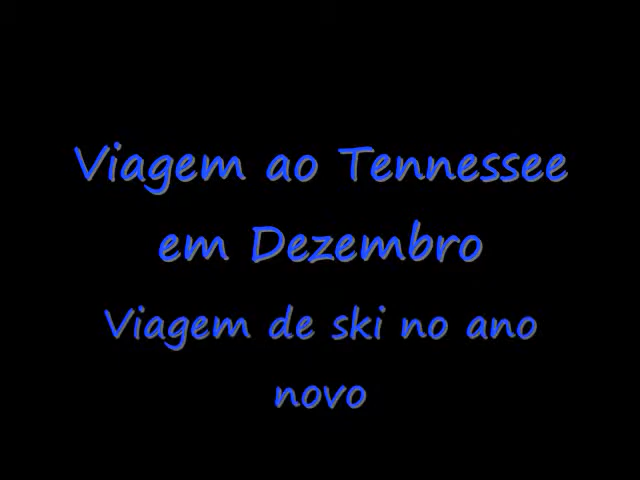 Viagem ao Tennessee
em Dezembro
Viagem de ski no ano
novo